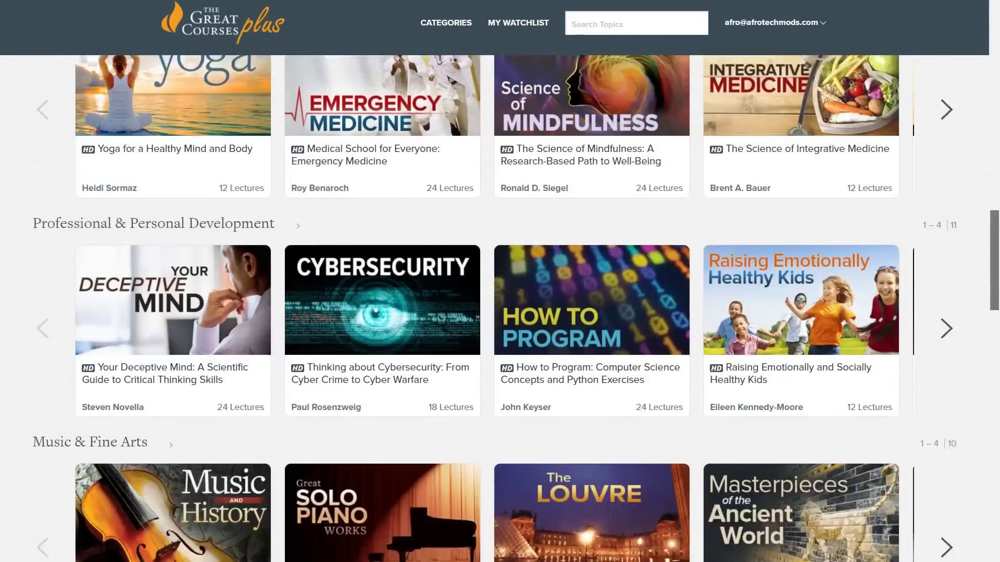 THE
GREAT
COURSES plus
CATEGORIES
MY WATCHLIST
Search Topics
afro@afrotechmods.com
yoga
EMERGENCY
MEDICINE
Science
of
MINDFULNESS
INTEGRATIVE
MEDICINE
HD Yoga for a Healthy Mind and Body
Heidi Sormaz 12 Lectures
HD Medical School for Everyone:
Emergency Medicine
Roy Benaroch 24 Lectures
HD The Science of Mindfulness: A
Research-Based Path to Well-Being
Ronald D. Siegel 24 Lectures
HD The Science of Integrative Medicine
Brent A. Bauer 12 Lectures
Professional & Personal Development
1 – 4 | 11
YOUR
DECEPTIVE
MIND
CYBERSECURITY
HOW TO
PROGRAM
Raising Emotionally
Healthy Kids
HD Your Deceptive Mind: A Scientific
Guide to Critical Thinking Skills
Steven Novella 24 Lectures
HD Thinking about Cybersecurity: From
Cyber Crime to Cyber Warfare
Paul Rosenzweig 18 Lectures
HD How to Program: Computer Science
Concepts and Python Exercises
John Keyser 24 Lectures
HD Raising Emotionally and Socially
Healthy Kids
Eileen Kennedy-Moore 12 Lectures
Music & Fine Arts
1 – 4 | 10
Music
AND
History
Great
SOLO
PIANO
WORKS
The
LOUVRE
Masterpieces
of the
Ancient
World